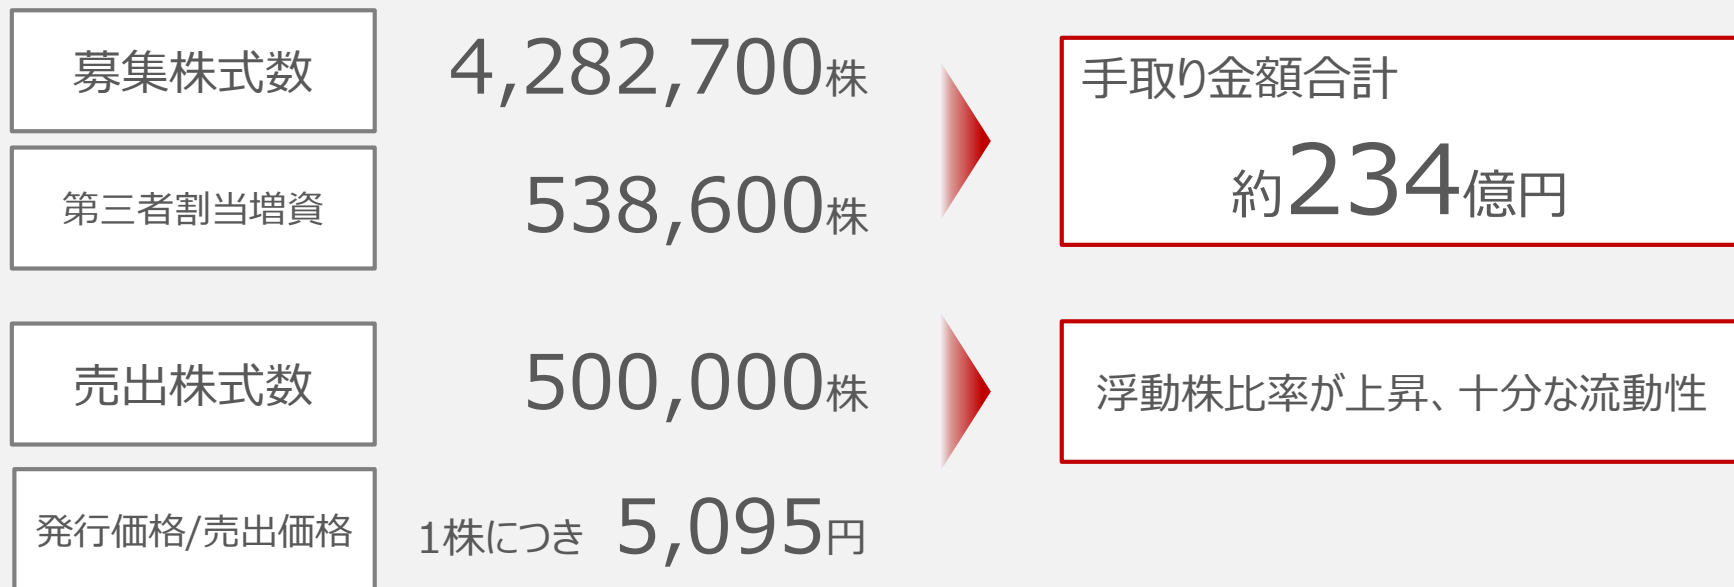 募集株式数 4,282,700株
第三者割当増資 538,600株
手取り金額合計
約234億円
売出株式数 500,000株
浮動株比率が上昇、十分な流動性
発行価格/売出価格 1株につき 5,095円